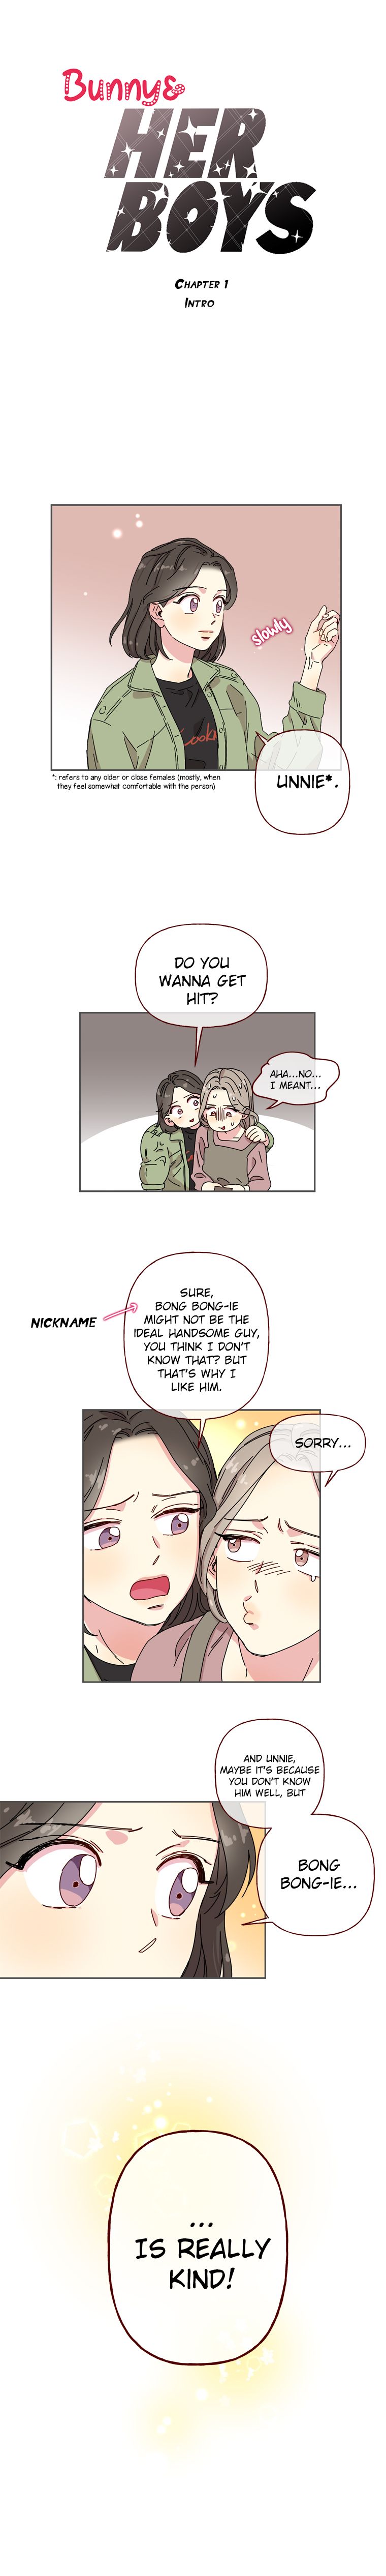 Bunny &
HER
BOYS
CHAPTER 1
INTRO
slowly
UNNIE*.
*: refers to any older or close females (mostly, when
they feel somewhat comfortable with the person)
DO YOU
WANNA GET
HIT?
AHA...NO...
I MEANT...
NICKNAME
SURE,
BONG BONG-IE
MIGHT NOT BE THE
IDEAL HANDSOME GUY,
YOU THINK I DON'T
KNOW THAT? BUT
THAT'S WHY I
LIKE HIM.
SORRY...
AND UNNIE,
MAYBE IT'S BECAUSE
YOU DON'T KNOW
HIM WELL, BUT
BONG
BONG-IE...
...
IS REALLY
KIND!